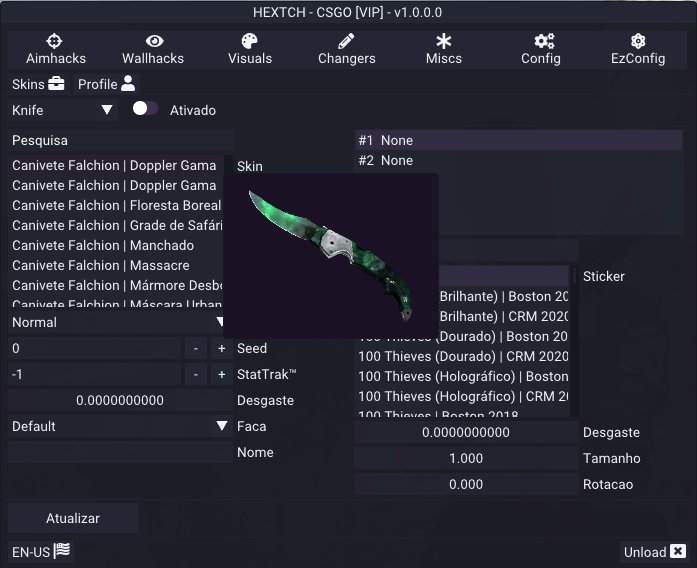 HEXTCH - CSGO [VIP] - v1.0.0.0
Aimhacks Wallhacks Visuals Changers Miscs Config EzConfig
Skins Profile
Knife Ativado
Pesquisa
Canivete Falchion | Doppler Gama
Canivete Falchion | Doppler Gama
Canivete Falchion | Floresta Boreal
Canivete Falchion | Grade de Safári
Canivete Falchion | Manchado
Canivete Falchion | Massacre
Canivete Falchion | Mármore Desbo
Canivete Falchion | Máscara Urban
Skin
Normal
0 - + Seed
-1 - + StatTrak™
0.0000000000 Desgaste
Default Faca
Nome
#1 None
#2 None
Sticker
Brilhante) | Boston 20
Brilhante) | CRM 2020
100 Thieves (Dourado) | Boston 20
100 Thieves (Dourado) | CRM 2020
100 Thieves (Holográfico) | Boston
100 Thieves (Holográfico) | CRM 20
100 Thieves | Boston 2018
0.0000000000 Desgaste
1.000 Tamanho
0.000 Rotacao
Atualizar
EN-US Unload